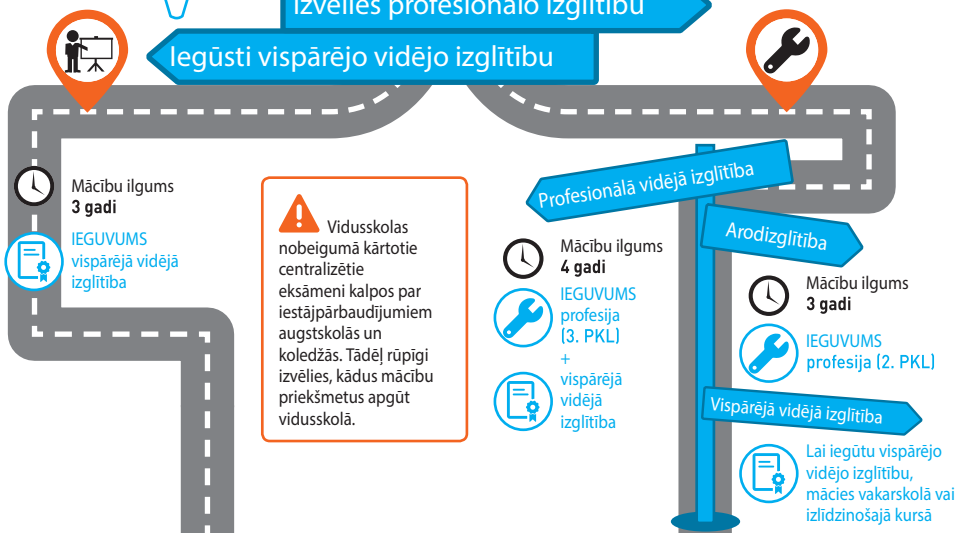 Izvēlies profesionālo izglītību
Iegūsti vispārējo vidējo izglītību
Mācību ilgums
3 gadi
IEGUVUMS
vispārējā vidējā
izglītība
Vidusskolas
nobeigumā kārtotie
centralizētie
eksāmeni kalpos par
iestājpārbaudījumiem
augstskolās un
koledžās. Tādēļ rūpīgi
izvēlies, kādus mācību
priekšmetus apgūt
vidusskolā.
Profesionālā vidējā izglītība
Mācību ilgums
4 gadi
IEGUVUMS
profesija
(3. PKL)
+
vispārējā
vidējā
izglītība
Arodizglītība
Mācību ilgums
3 gadi
IEGUVUMS
profesija (2. PKL)
Vispārējā vidējā izglītība
Lai iegūtu vispārējo
vidējo izglītību,
mācies vakarskolā vai
izlīdzinošajā kursā